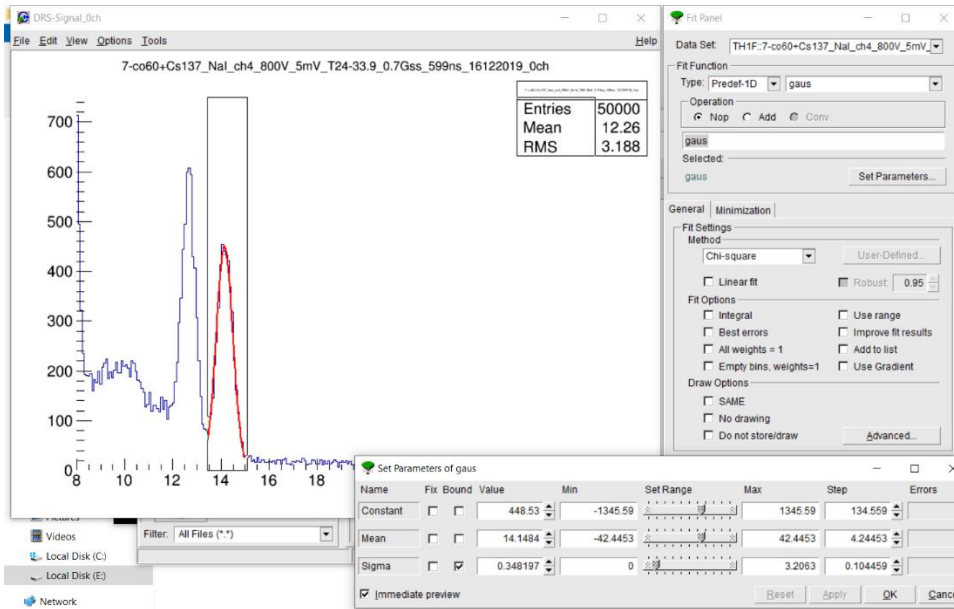 DRS-Signal_0ch
File Edit View Options Tools Help
7-co60+Cs137_NaI_ch4_800V_5mV_T24-33.9_0.7Gss_599ns_16122019_0ch
Entries 50000
Mean 12.26
RMS 3.188
700
600
500
400
300
200
100
0
8 10 12 14 16 18
Videos
Local Disk (C:)
Local Disk (E:)
Network
Filter: All Files (*.*)
Fit Panel
Data Set: TH1F::7-co60+Cs137_NaI_ch4_800V_5mV_
Fit Function
Type: Predef-1D gaus
Operation
Nop Add Conv
gaus
Selected:
gaus Set Parameters...
General Minimization
Fit Settings
Method
Chi-square User-Defined...
Linear fit Robust: 0.95
Fit Options
Integral Use range
Best errors Improve fit results
All weights = 1 Add to list
Empty bins, weights=1 Use Gradient
Draw Options
SAME
No drawing
Do not store/draw Advanced...
Set Parameters of gaus
Name Fix Bound Value Min Set Range Max Step Errors
Constant 448.53 -1345.59 1345.59 134.559
Mean 14.1484 -42.4453 42.4453 4.24453
Sigma 0.348197 0 3.2063 0.104459
Immediate preview Reset Apply OK Cance